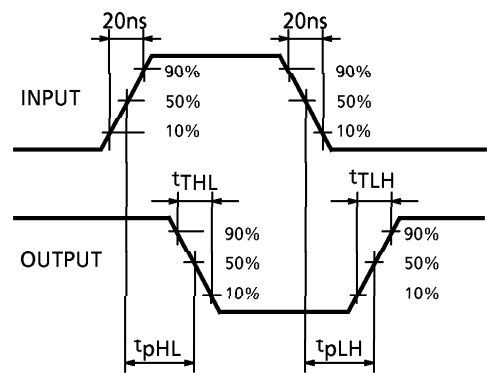 20ns 20ns
90% 90%
INPUT 50% 50%
10% 10%
tTHL tTLH
90% 90%
OUTPUT 50% 50%
10% 10%
tpHL tpLH